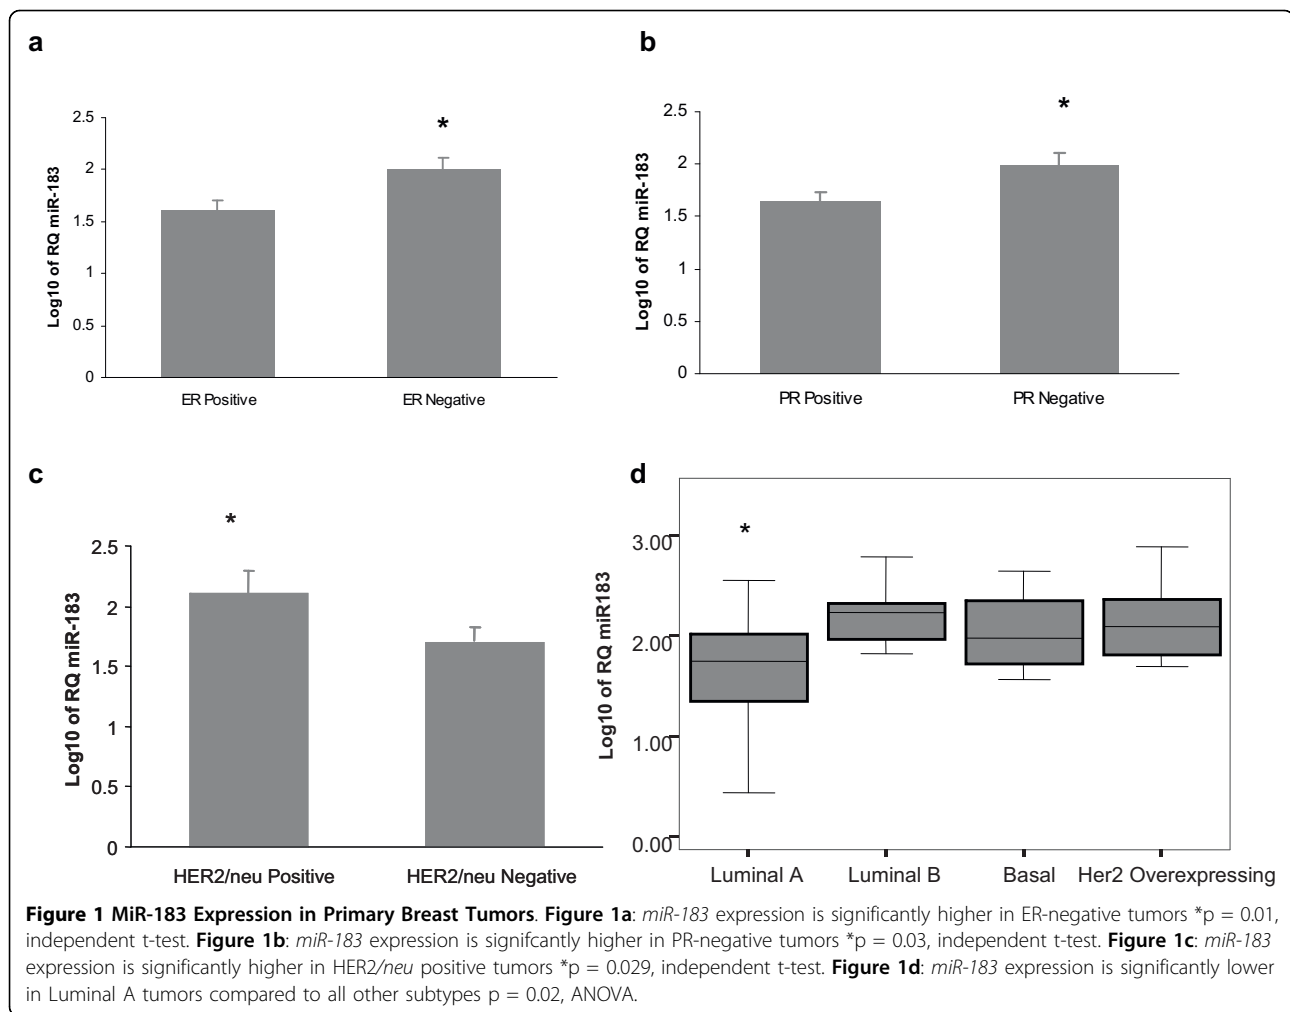 a
2.5
*
2
1.5
1
0.5
0
Log10 of RQ miR-183
ER Positive
ER Negative
b
*
2.5
2
1.5
1
0.5
0
Log10 of RQ miR-183
PR Positive
PR Negative
c
*
2.5
2
1.5
1
0.5
0
Log10 of RQ miR-183
HER2/neu Positive
HER2/neu Negative
d
*
3.00
2.00
1.00
0.00
Log10 of RQ miR183
Luminal A
Luminal B
Basal
Her2 Overexpressing
Figure 1 MiR-183 Expression in Primary Breast Tumors. Figure 1a: miR-183 expression is significantly higher in ER-negative tumors *p = 0.01,
independent t-test. Figure 1b: miR-183 expression is signifcantly higher in PR-negative tumors *p = 0.03, independent t-test. Figure 1c: miR-183
expression is significantly higher in HER2/neu positive tumors *p = 0.029, independent t-test. Figure 1d: miR-183 expression is significantly lower
in Luminal A tumors compared to all other subtypes p = 0.02, ANOVA.